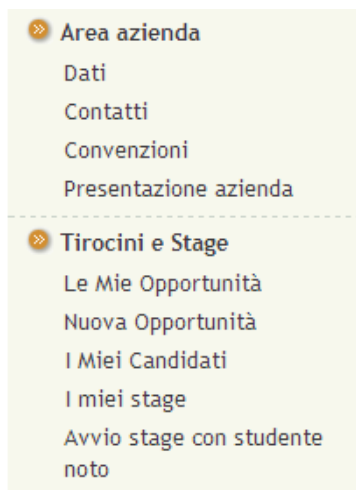 Area azienda
Dati
Contatti
Convenzioni
Presentazione azienda
Tirocini e Stage
Le Mie Opportunità
Nuova Opportunità
I Miei Candidati
I miei stage
Avvio stage con studente
noto